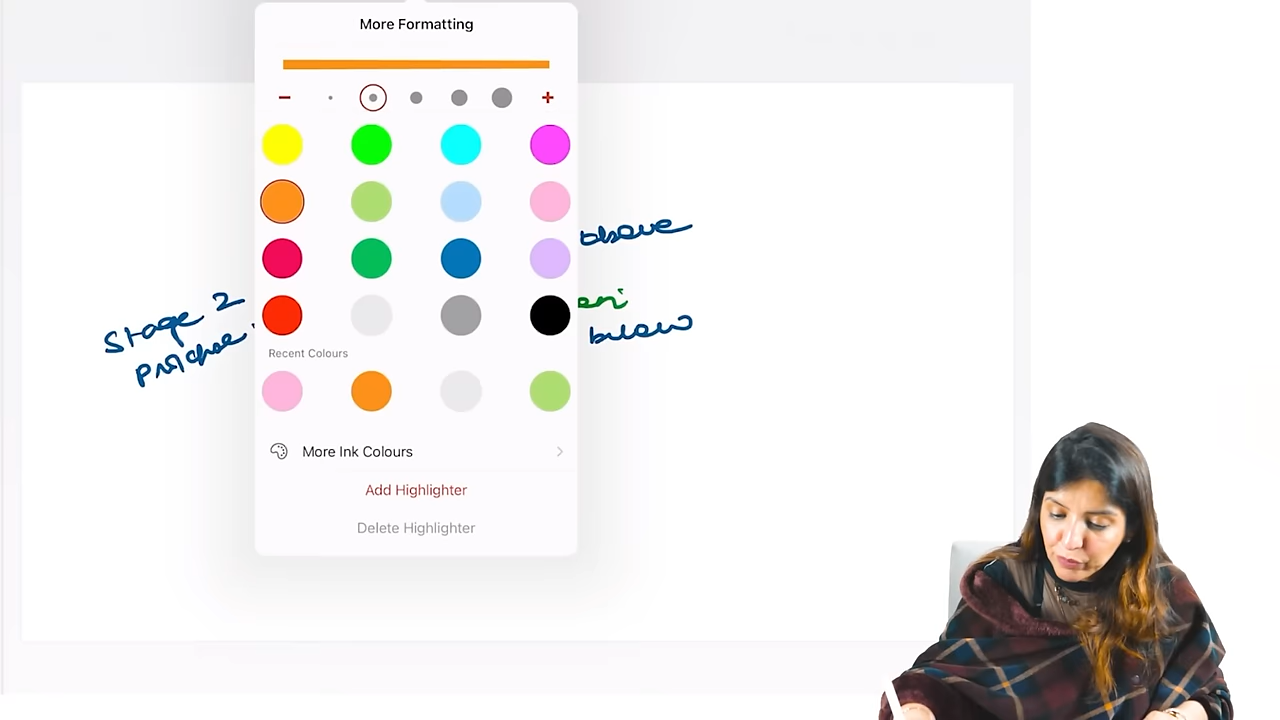 More Formatting
above
Stage 2
below
Recent Colours
More Ink Colours
Add Highlighter
Delete Highlighter